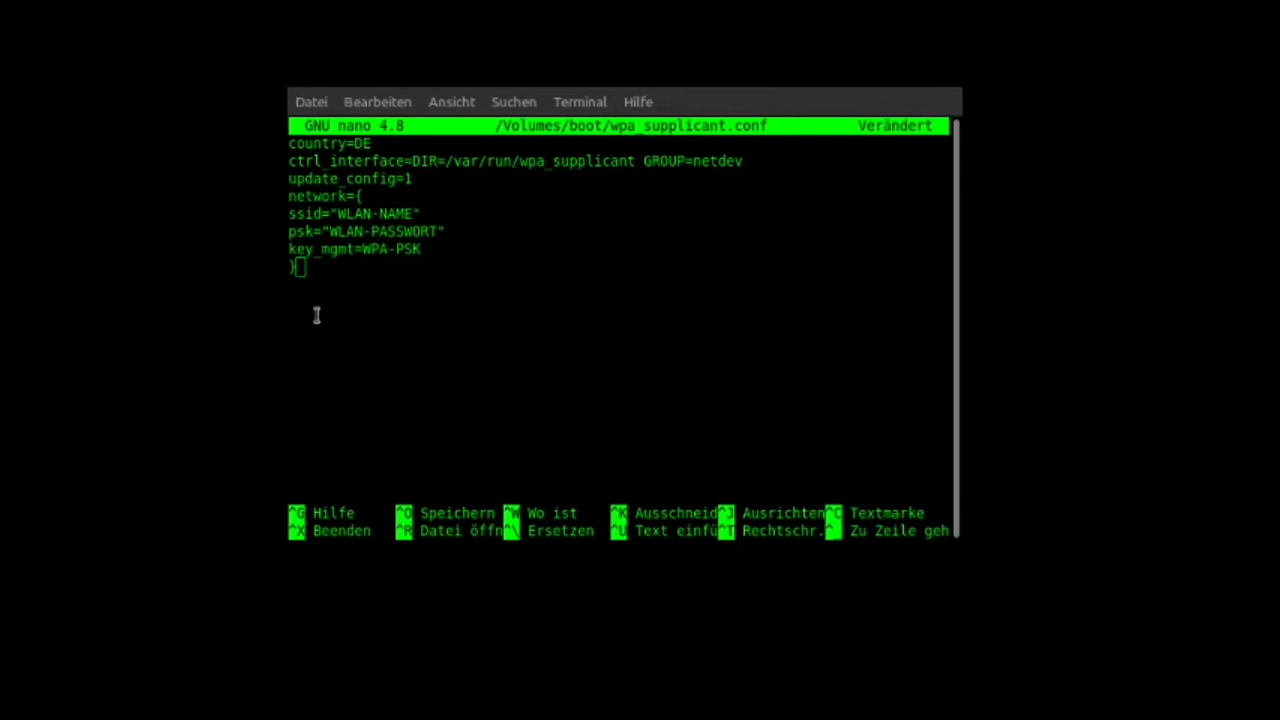 Datei Bearbeiten Ansicht Suchen Terminal Hilfe
GNU nano 4.8 /Volumes/boot/wpa_supplicant.conf Verändert
country=DE
ctrl_interface=DIR=/var/run/wpa_supplicant GROUP=netdev
update_config=1
network={
ssid="WLAN-NAME"
psk="WLAN-PASSWORT"
key_mgmt=WPA-PSK
}
^G Hilfe ^O Speichern ^W Wo ist ^K Ausschneid ^J Ausrichten ^C Textmarke
^X Beenden ^R Datei öffn ^\ Ersetzen ^U Text einfü ^T Rechtschr. ^_ Zu Zeile geh